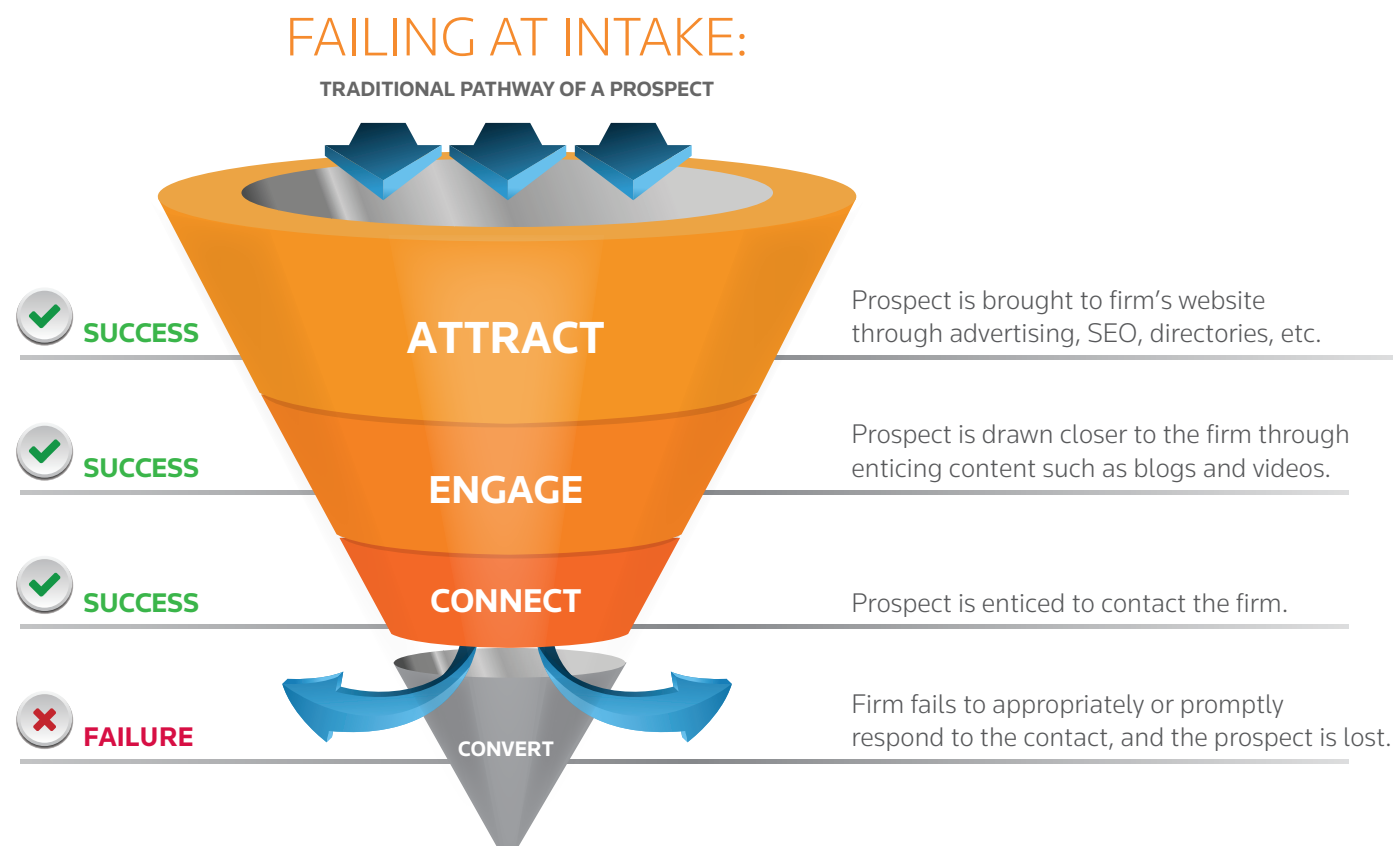 FAILING AT INTAKE:
TRADITIONAL PATHWAY OF A PROSPECT
SUCCESS
ATTRACT
Prospect is brought to firm’s website
through advertising, SEO, directories, etc.
SUCCESS
ENGAGE
Prospect is drawn closer to the firm through
enticing content such as blogs and videos.
SUCCESS
CONNECT
Prospect is enticed to contact the firm.
FAILURE
CONVERT
Firm fails to appropriately or promptly
respond to the contact, and the prospect is lost.